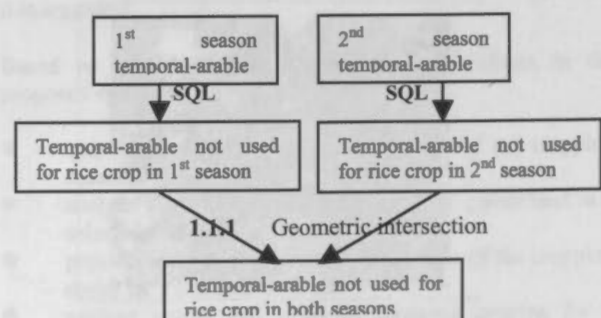 1st season
temporal-arable
2nd season
temporal-arable
SQL
SQL
Temporal-arable not used
for rice crop in 1st season
Temporal-arable not used
for rice crop in 2nd season
1.1.1 Geometric intersection
Temporal-arable not used for
rice crop in both seasons